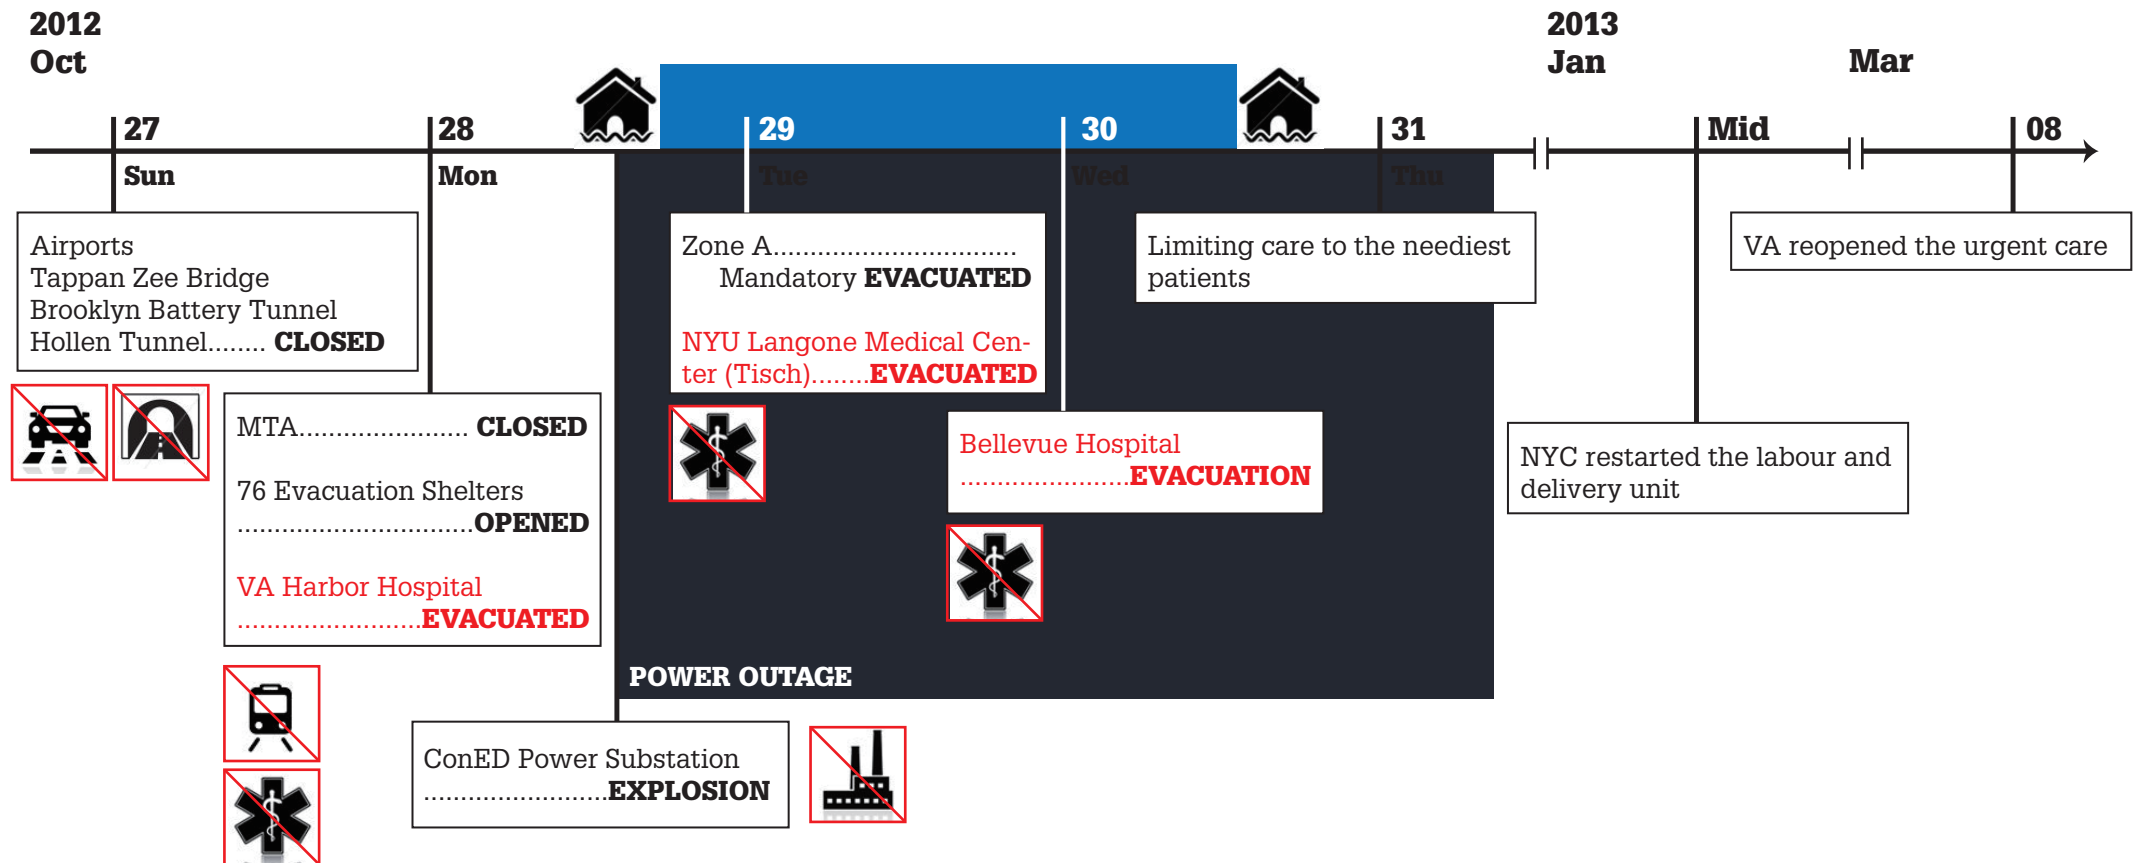 2012
Oct
2013
Jan
Mar
27
28
29
30
31
Mid
08
Sun
Mon
Tue
Wed
Thu
Airports
Tappan Zee Bridge
Brooklyn Battery Tunnel
Hollen Tunnel........ CLOSED
MTA....................... CLOSED
76 Evacuation Shelters
................................OPENED
VA Harbor Hospital
.........................EVACUATED
ConED Power Substation
.........................EXPLOSION
POWER OUTAGE
Zone A.................................
Mandatory EVACUATED
NYU Langone Medical Cen-
ter (Tisch)........EVACUATED
Bellevue Hospital
.......................EVACUATION
Limiting care to the neediest
patients
NYC restarted the labour and
delivery unit
VA reopened the urgent care